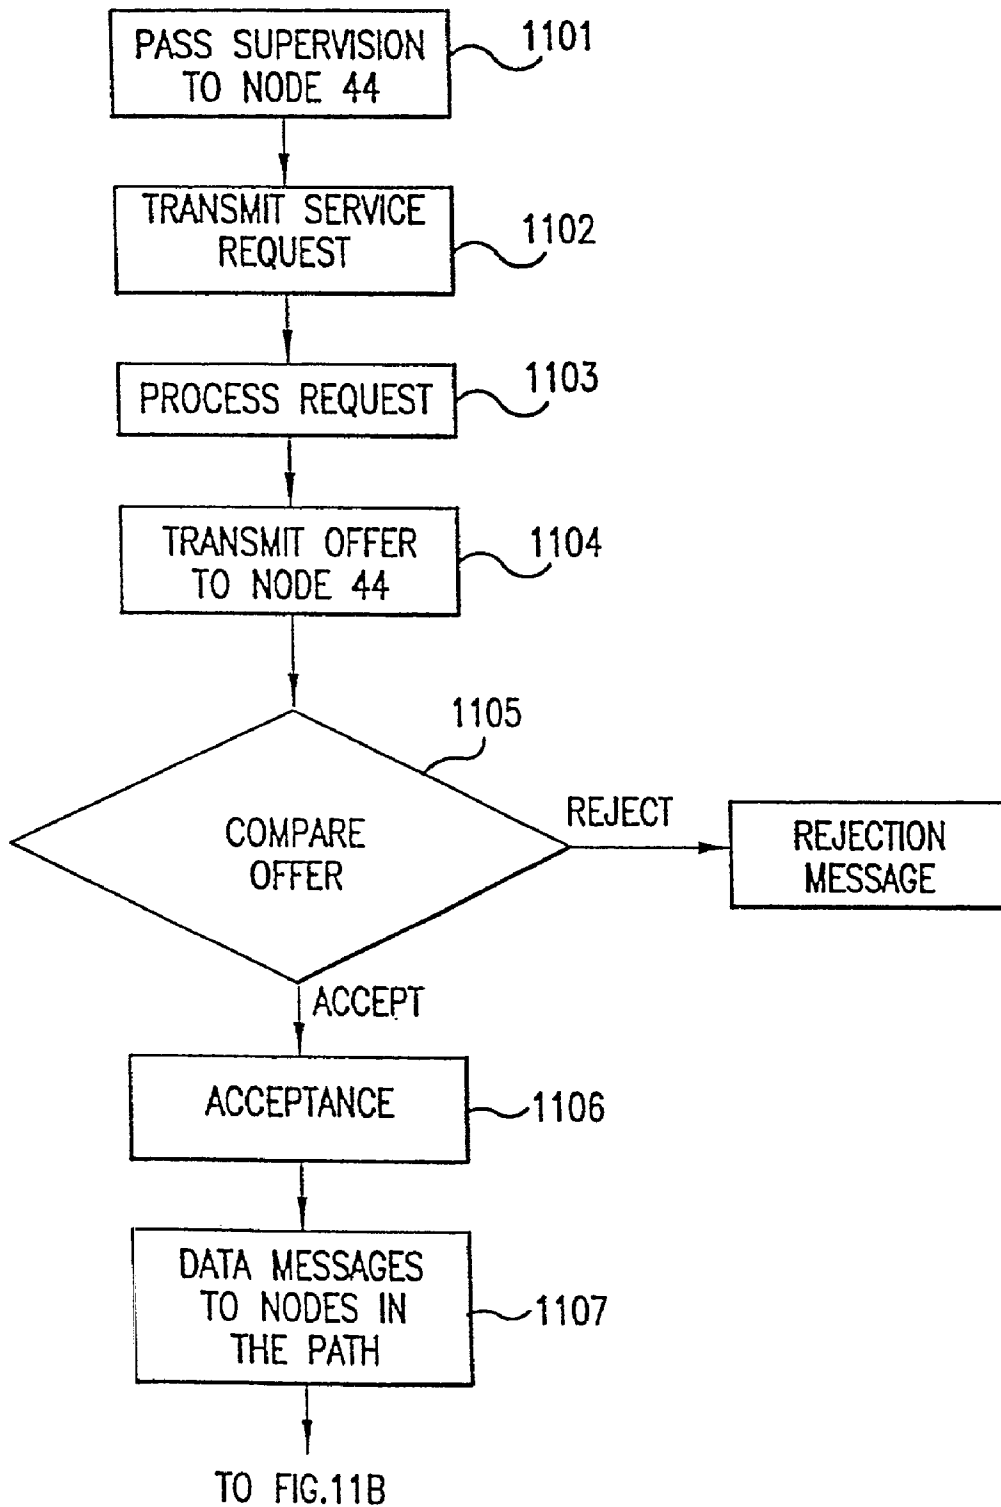 PASS SUPERVISION
TO NODE 44
1101
TRANSMIT SERVICE
REQUEST
1102
PROCESS REQUEST
1103
TRANSMIT OFFER
TO NODE 44
1104
1105
COMPARE
OFFER
REJECT
REJECTION
MESSAGE
ACCEPT
ACCEPTANCE
1106
DATA MESSAGES
TO NODES IN
THE PATH
1107
TO FIG.11B